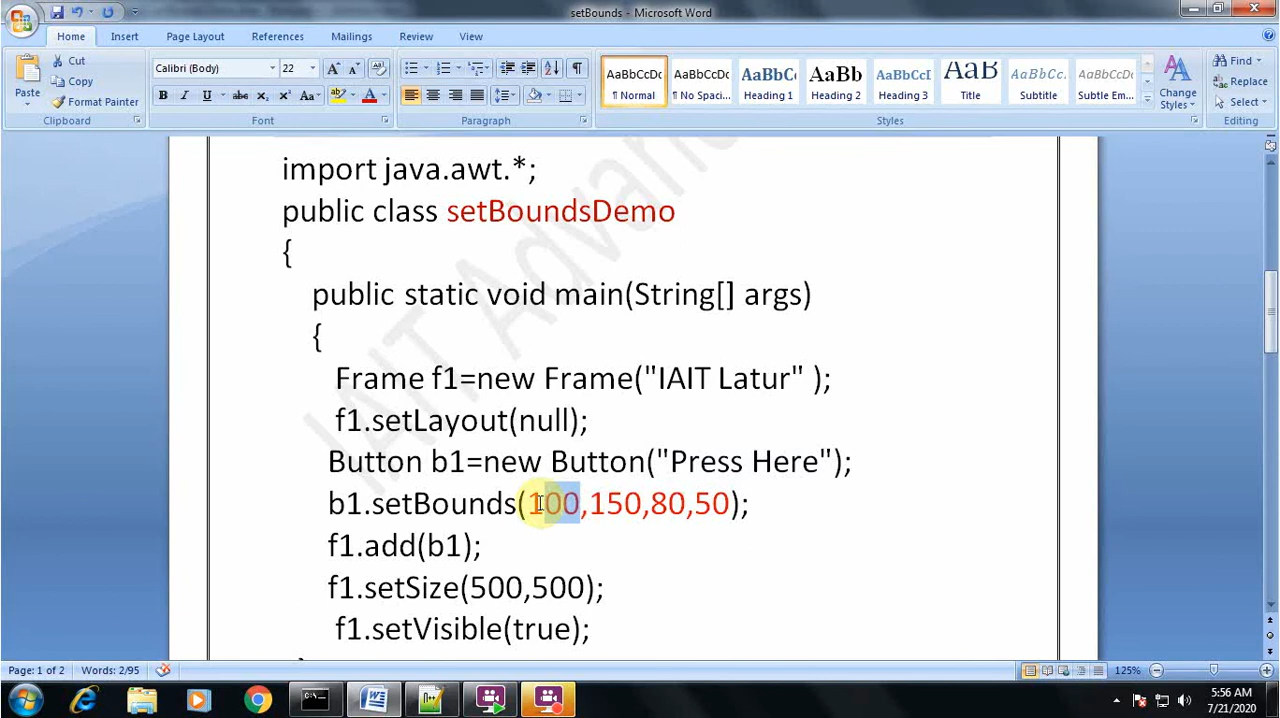 setBounds - Microsoft Word
Home Insert Page Layout References Mailings Review View
Paste
Cut
Copy
Format Painter
Clipboard
Calibri (Body) 22
Font
Paragraph
AaBbCcDc AaBbCcDc AaBbC AaBb AaBbCcI AaB AaBbCcI AaBbCcDc
¶ Normal ¶ No Spaci... Heading 1 Heading 2 Heading 3 Title Subtitle Subtle Em...
Styles
Change Styles
Find
Replace
Select
Editing
import java.awt.*;
public class setBoundsDemo
{
public static void main(String[] args)
{
Frame f1=new Frame("IAIT Latur" );
f1.setLayout(null);
Button b1=new Button("Press Here");
b1.setBounds(100,150,80,50);
f1.add(b1);
f1.setSize(500,500);
f1.setVisible(true);
IAIT Advanc
Page: 1 of 2 Words: 2/95 125%
5:56 AM
7/21/2020